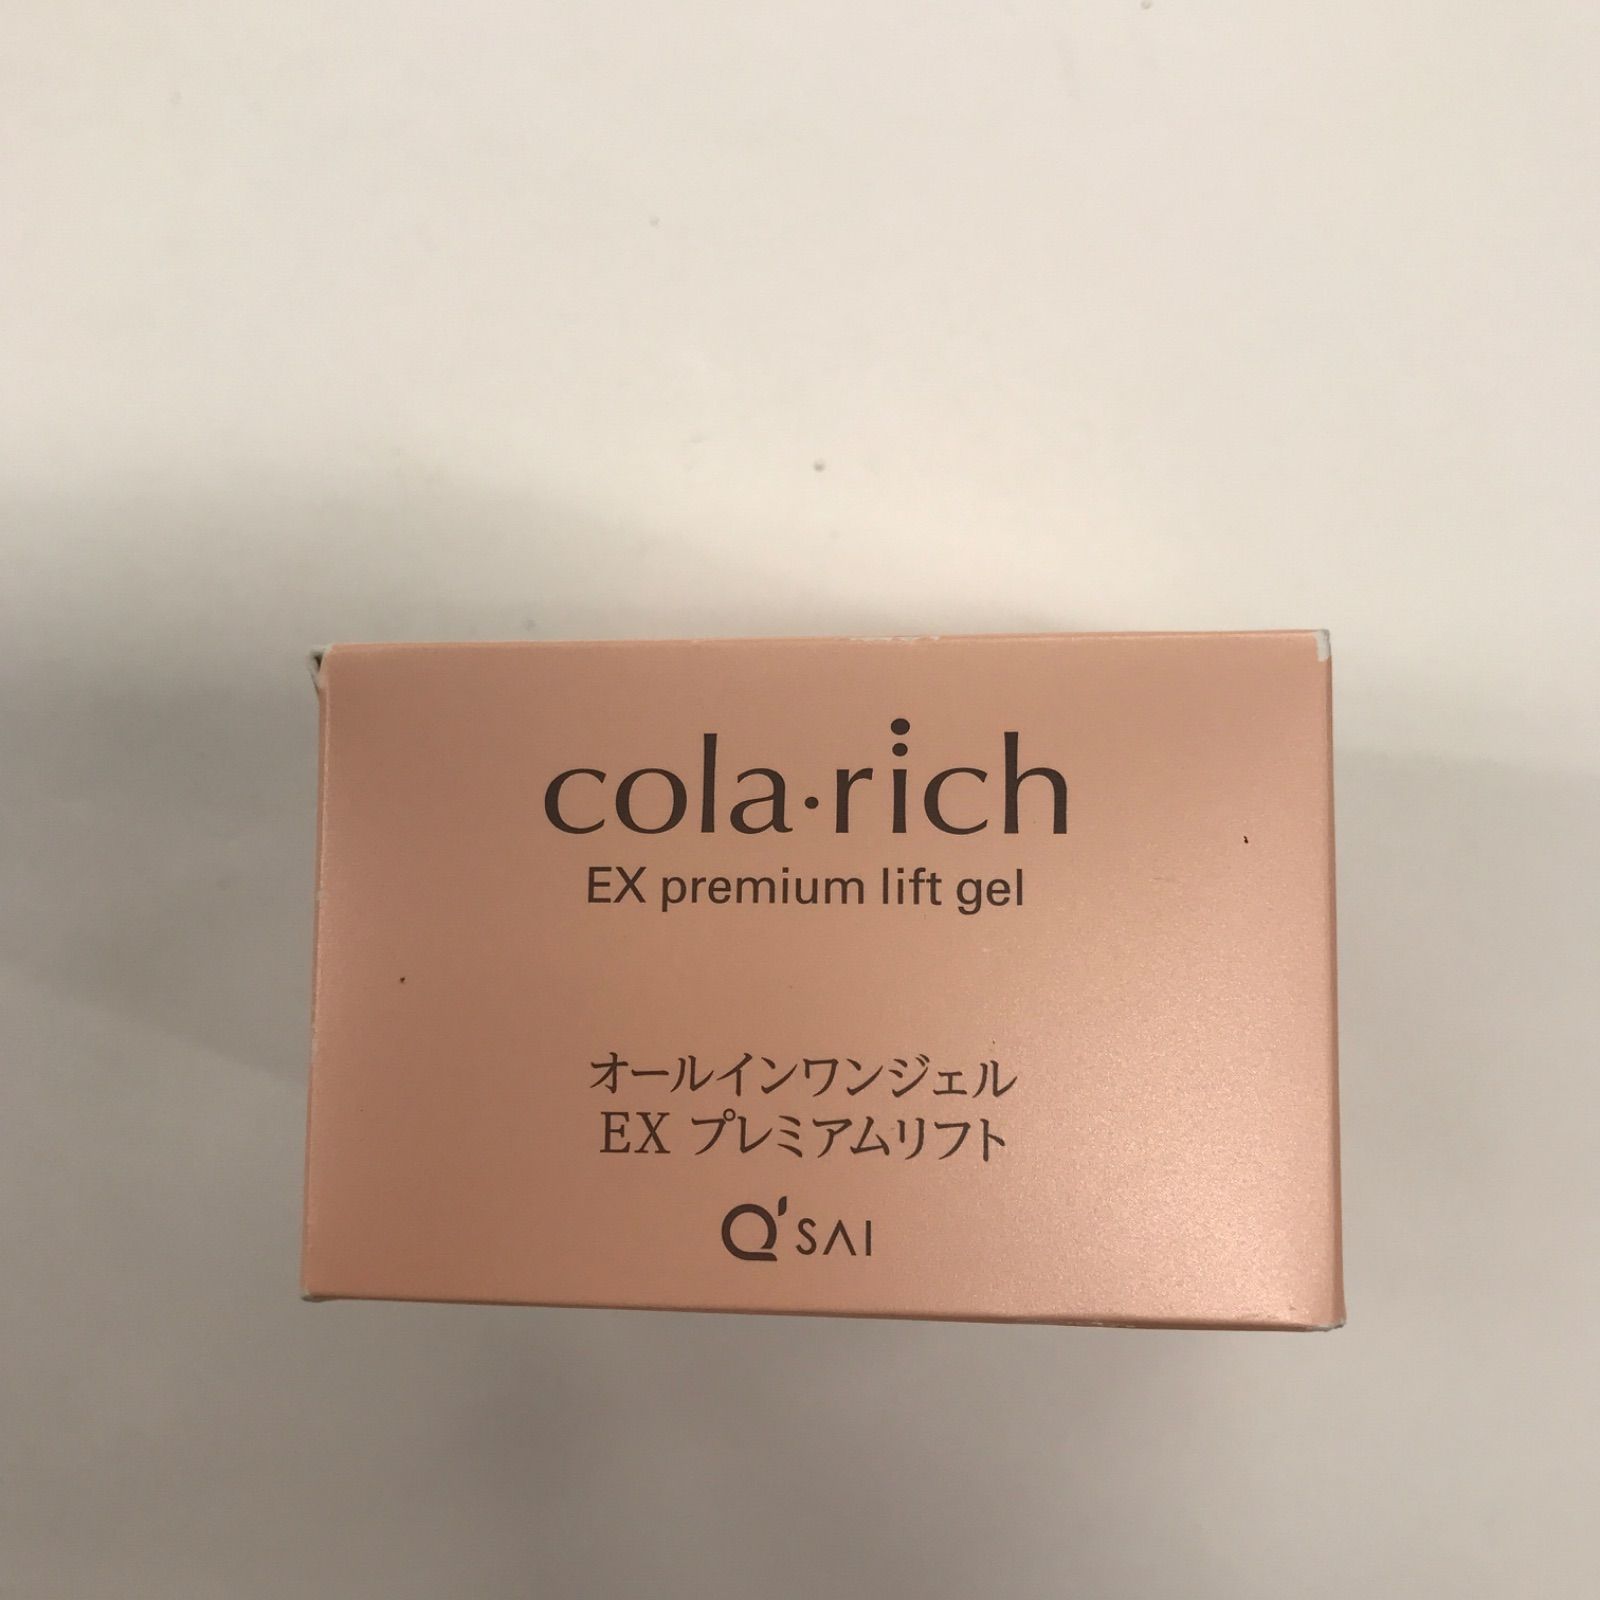 cola·rich
EX premium lift gel
オールインワンジェル
EX プレミアムリフト
Q'SAI